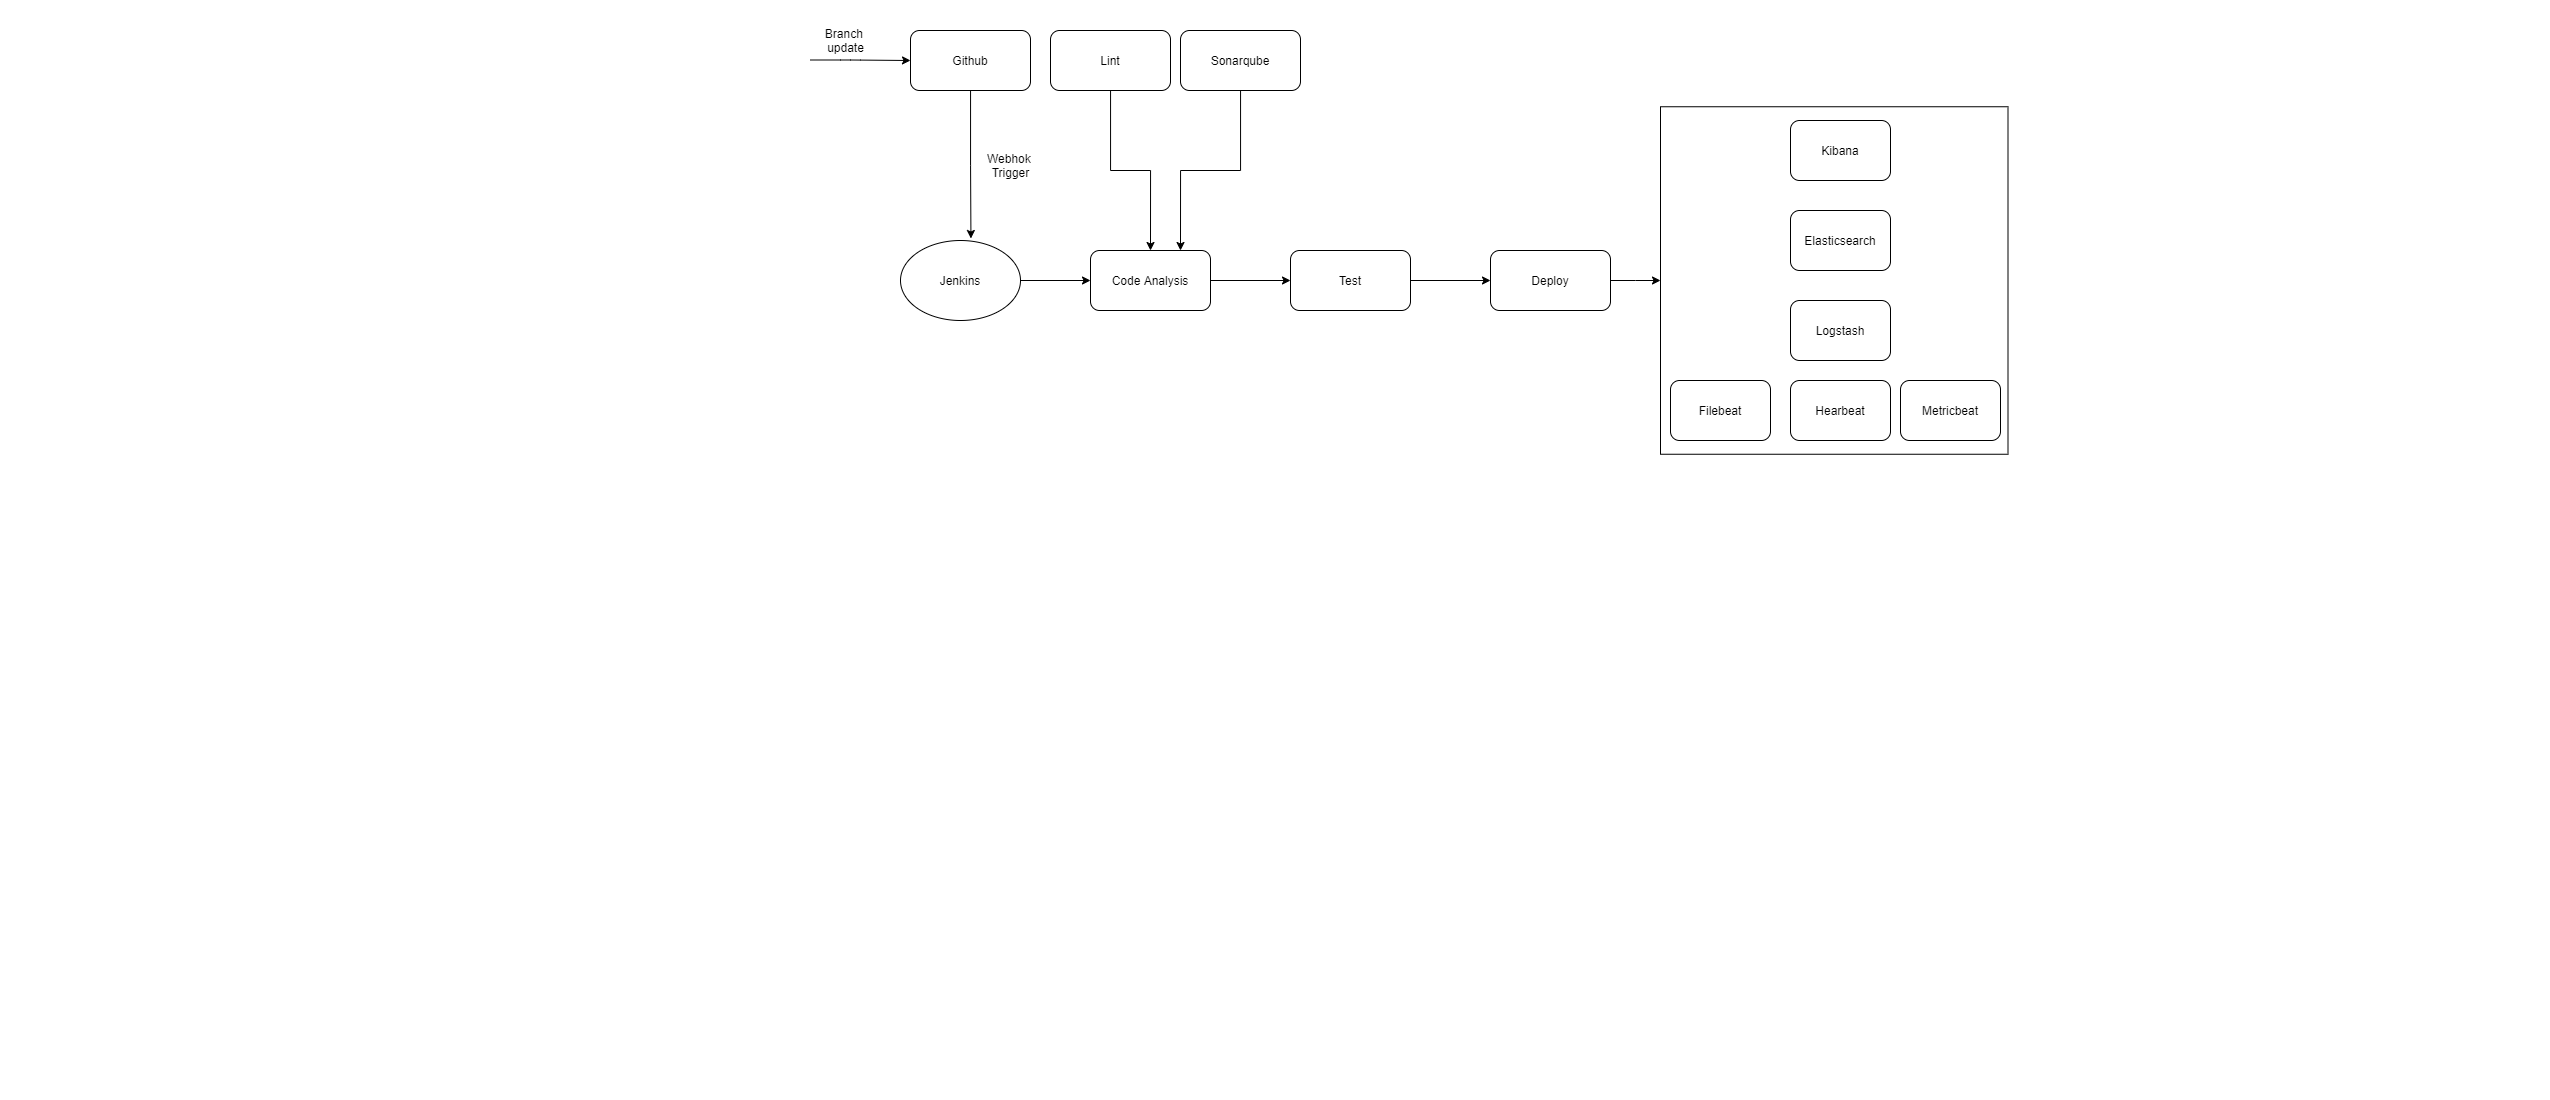 Branch
update
Github
Lint
Sonarqube
Webhok
Trigger
Jenkins
Code Analysis
Test
Deploy
Kibana
Elasticsearch
Logstash
Filebeat
Hearbeat
Metricbeat